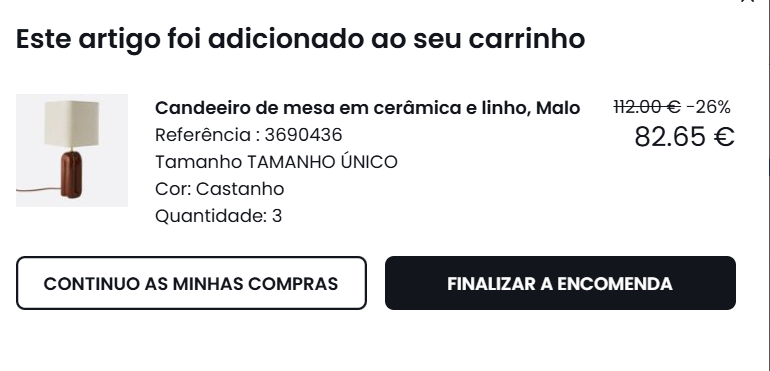 Este artigo foi adicionado ao seu carrinho
Candeeiro de mesa em cerâmica e linho, Malo
112.00 € -26%
82.65 €
Referência : 3690436
Tamanho TAMANHO ÚNICO
Cor: Castanho
Quantidade: 3
CONTINUO AS MINHAS COMPRAS
FINALIZAR A ENCOMENDA